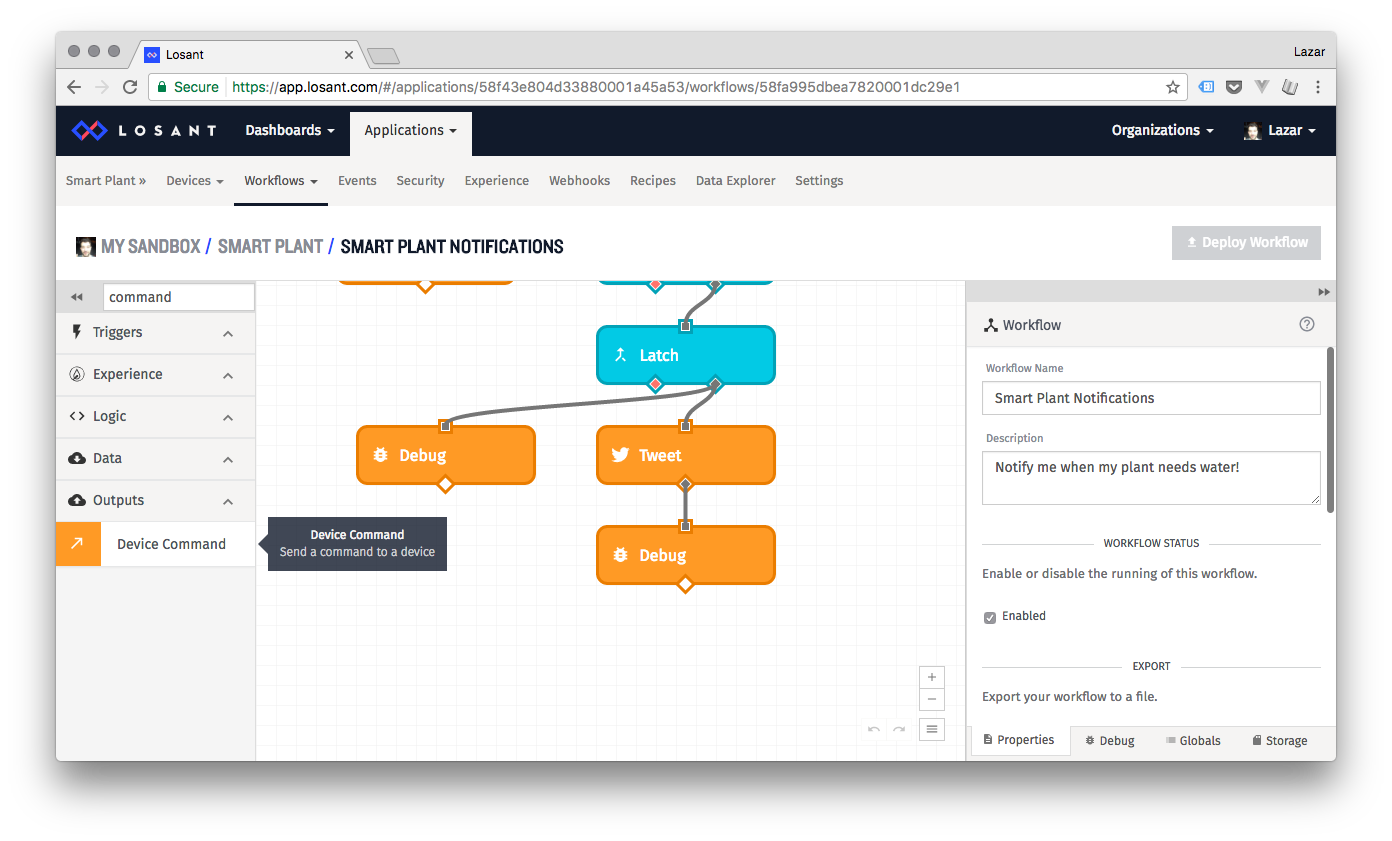 Losant
Lazar
Secure https://app.losant.com/#/applications/58f43e804d33880001a45a53/workflows/58fa995dbea7820001dc29e1
LOSANT Dashboards Applications Organizations Lazar
Smart Plant » Devices Workflows Events Security Experience Webhooks Recipes Data Explorer Settings
MY SANDBOX / SMART PLANT / SMART PLANT NOTIFICATIONS
Deploy Workflow
command
Triggers
Experience
Logic
Data
Outputs
Device Command
Device Command
Send a command to a device
Latch
Debug
Tweet
Debug
Workflow
Workflow Name
Smart Plant Notifications
Description
Notify me when my plant needs water!
WORKFLOW STATUS
Enable or disable the running of this workflow.
Enabled
EXPORT
Export your workflow to a file.
Properties Debug Globals Storage